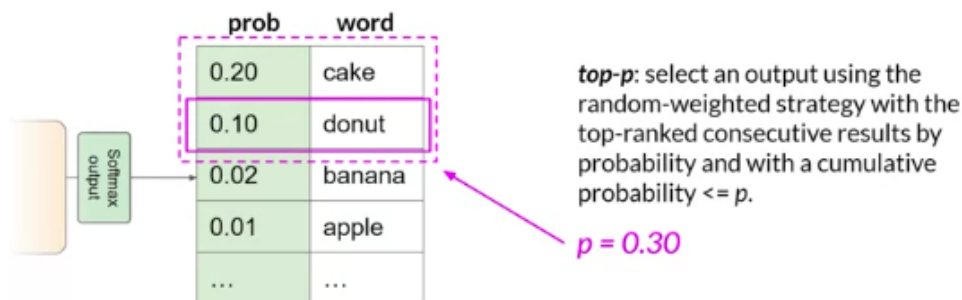 prob word
0.20 cake
0.10 donut
0.02 banana
0.01 apple
... ...
Softmax
output
top-p: select an output using the
random-weighted strategy with the
top-ranked consecutive results by
probability and with a cumulative
probability <= p.
p = 0.30